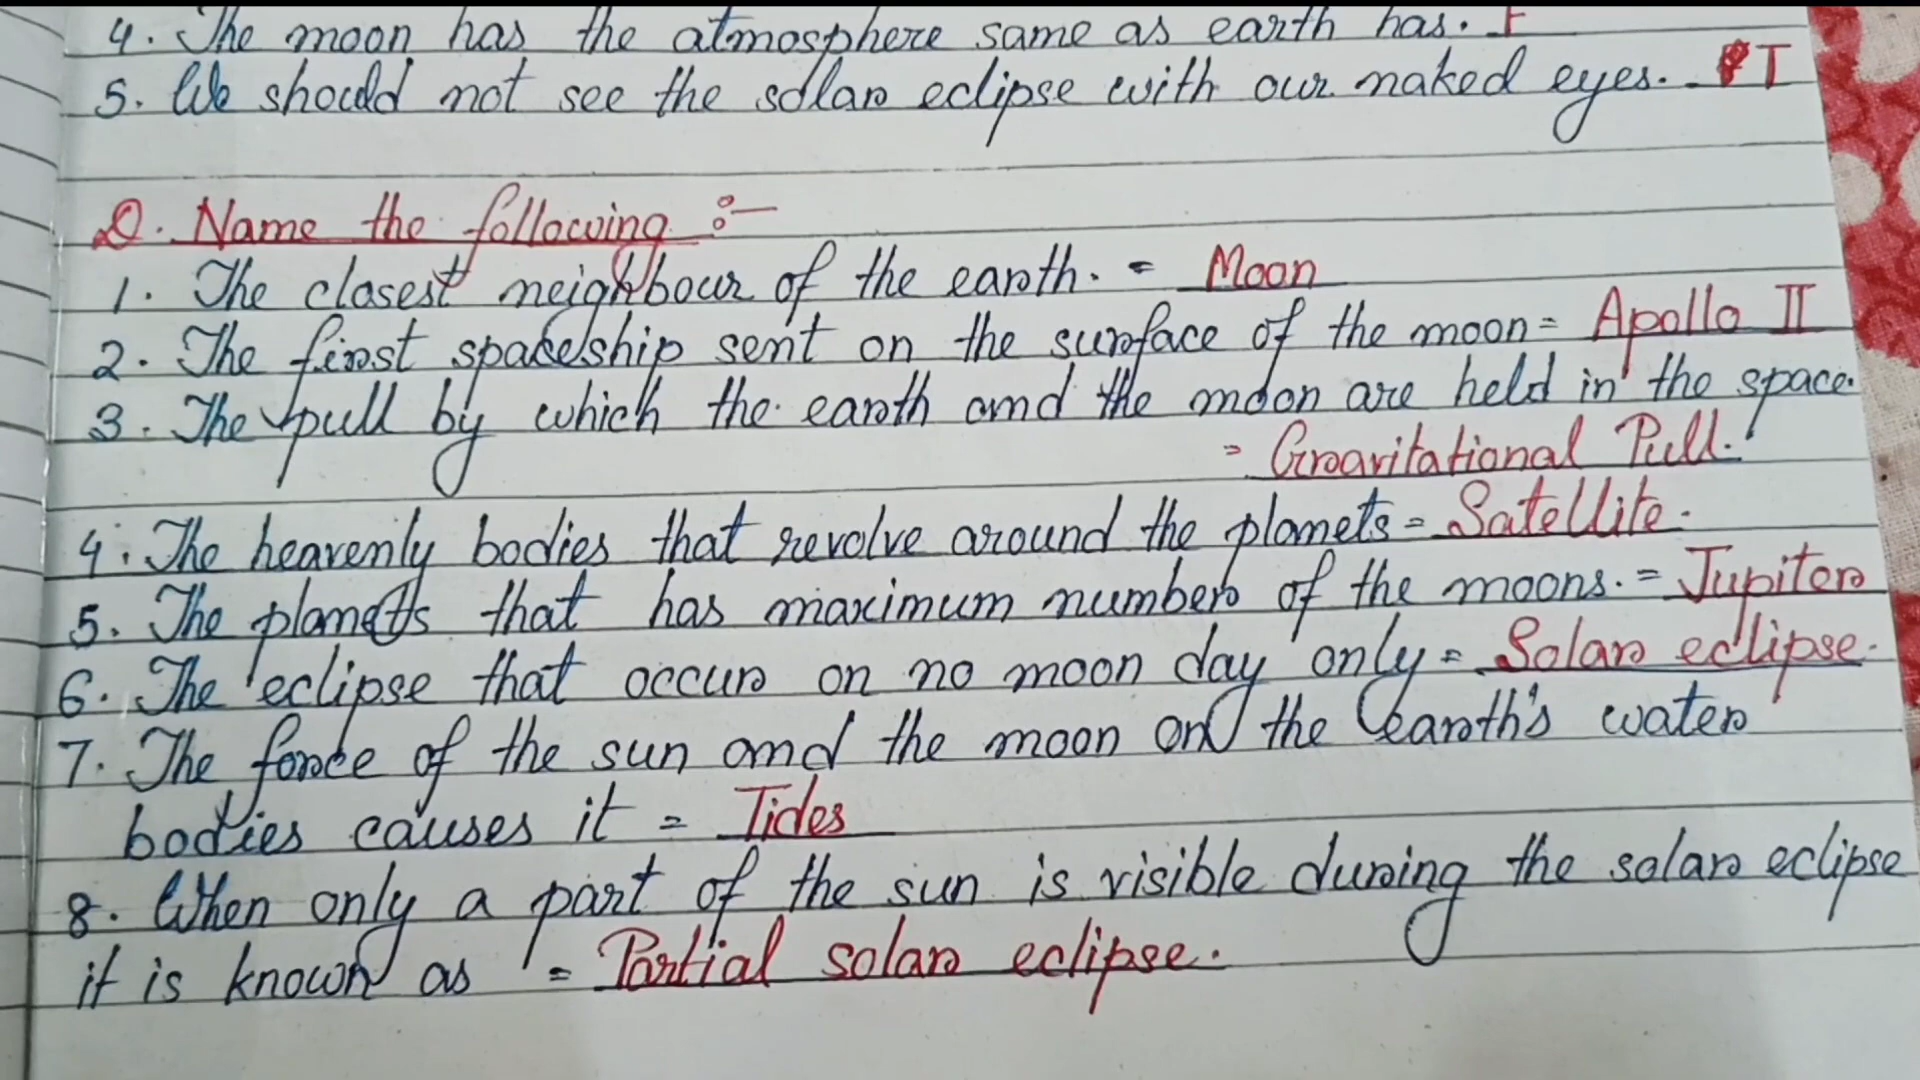 4. The moon has the atmosphere same as earth has. F
5. We should not see the solar eclipse with our naked eyes. T
D. Name the following :-
1. The closest neighbour of the earth. = Moon
2. The first spakeship sent on the surface of the moon = Apollo II
3. The pull by which the earth and the moon are held in the space.
= Gravitational Pull.
4. The heavenly bodies that revolve around the planets = Satellite.
5. The planets that has maximum number of the moons. = Jupiter
6. The eclipse that occur on no moon day only = Solar eclipse.
7. The force of the sun and the moon on the earth's water
bodies causes it = Tides
8. When only a part of the sun is visible during the solar eclipse
it is known as = Partial solar eclipse.